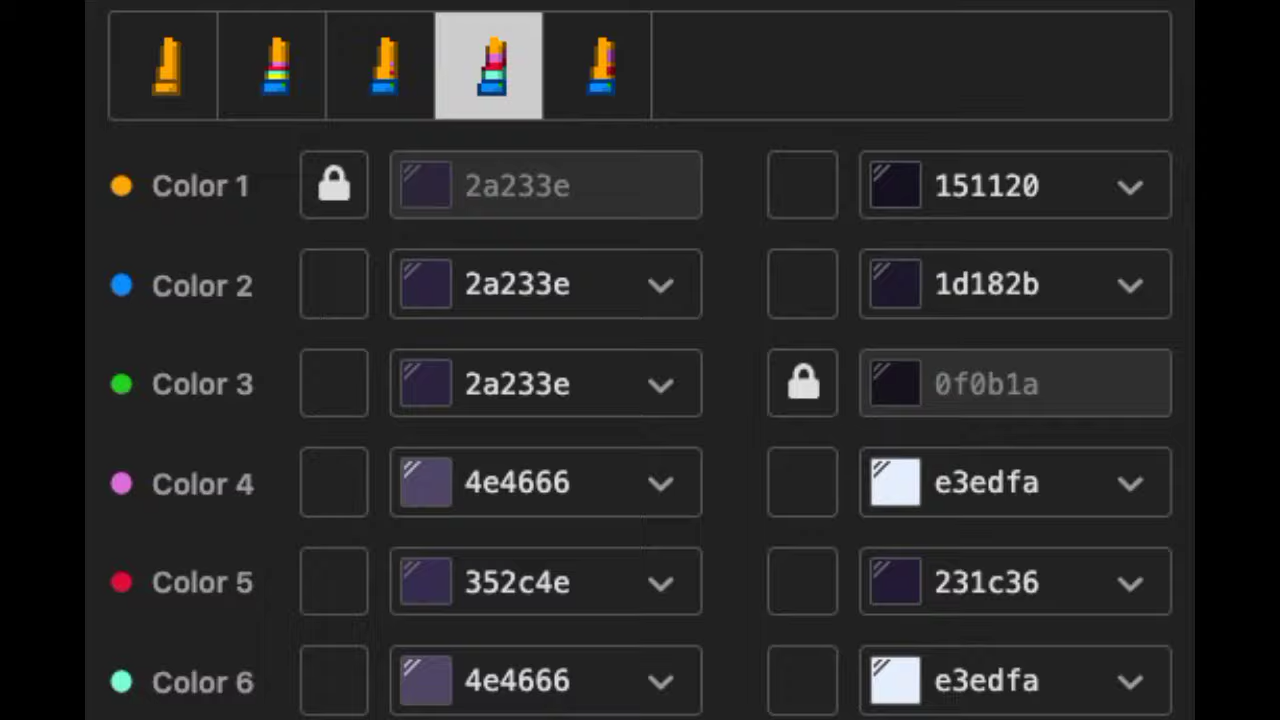 Color 1 2a233e 151120
Color 2 2a233e 1d182b
Color 3 2a233e 0f0b1a
Color 4 4e4666 e3edfa
Color 5 352c4e 231c36
Color 6 4e4666 e3edfa